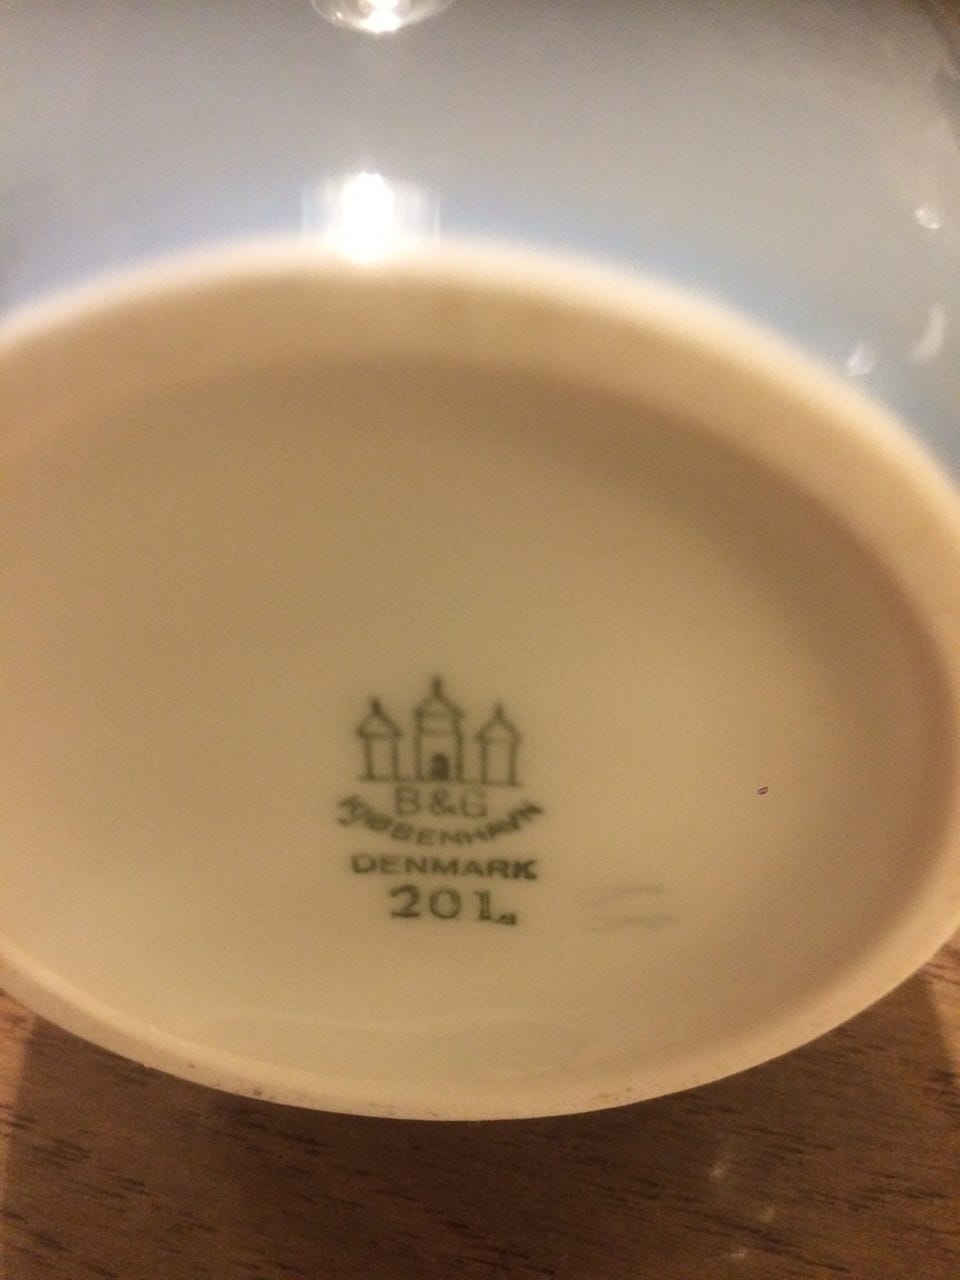 B&G
KJØBENHAVN
DENMARK
201